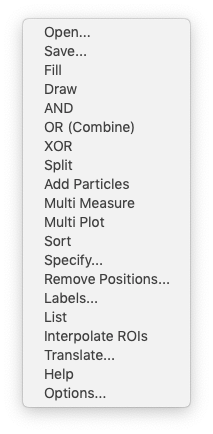 Open...
Save...
Fill
Draw
AND
OR (Combine)
XOR
Split
Add Particles
Multi Measure
Multi Plot
Sort
Specify...
Remove Positions...
Labels...
List
Interpolate ROIs
Translate...
Help
Options...